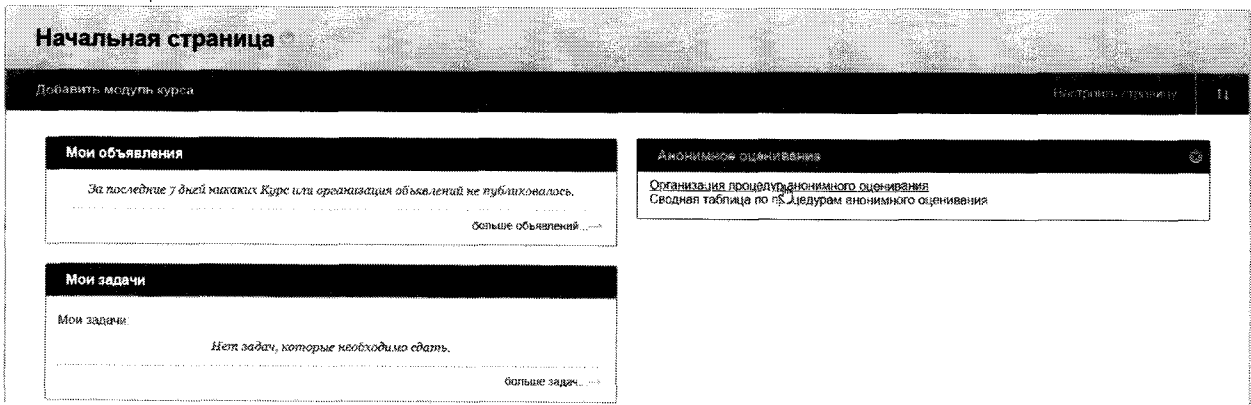 Начальная страница
Добавить модуль курса
Настроить страницу
Мои объявления
За последние 7 дней никаких Курс или организация объявлений не публиковалось.
больше объявлений...
Мои задачи
Мои задачи:
Нет задач, которые необходимо сдать.
больше задач...
Анонимное оценивание
Организация процедур анонимного оценивания
Сводная таблица по процедурам анонимного оценивания